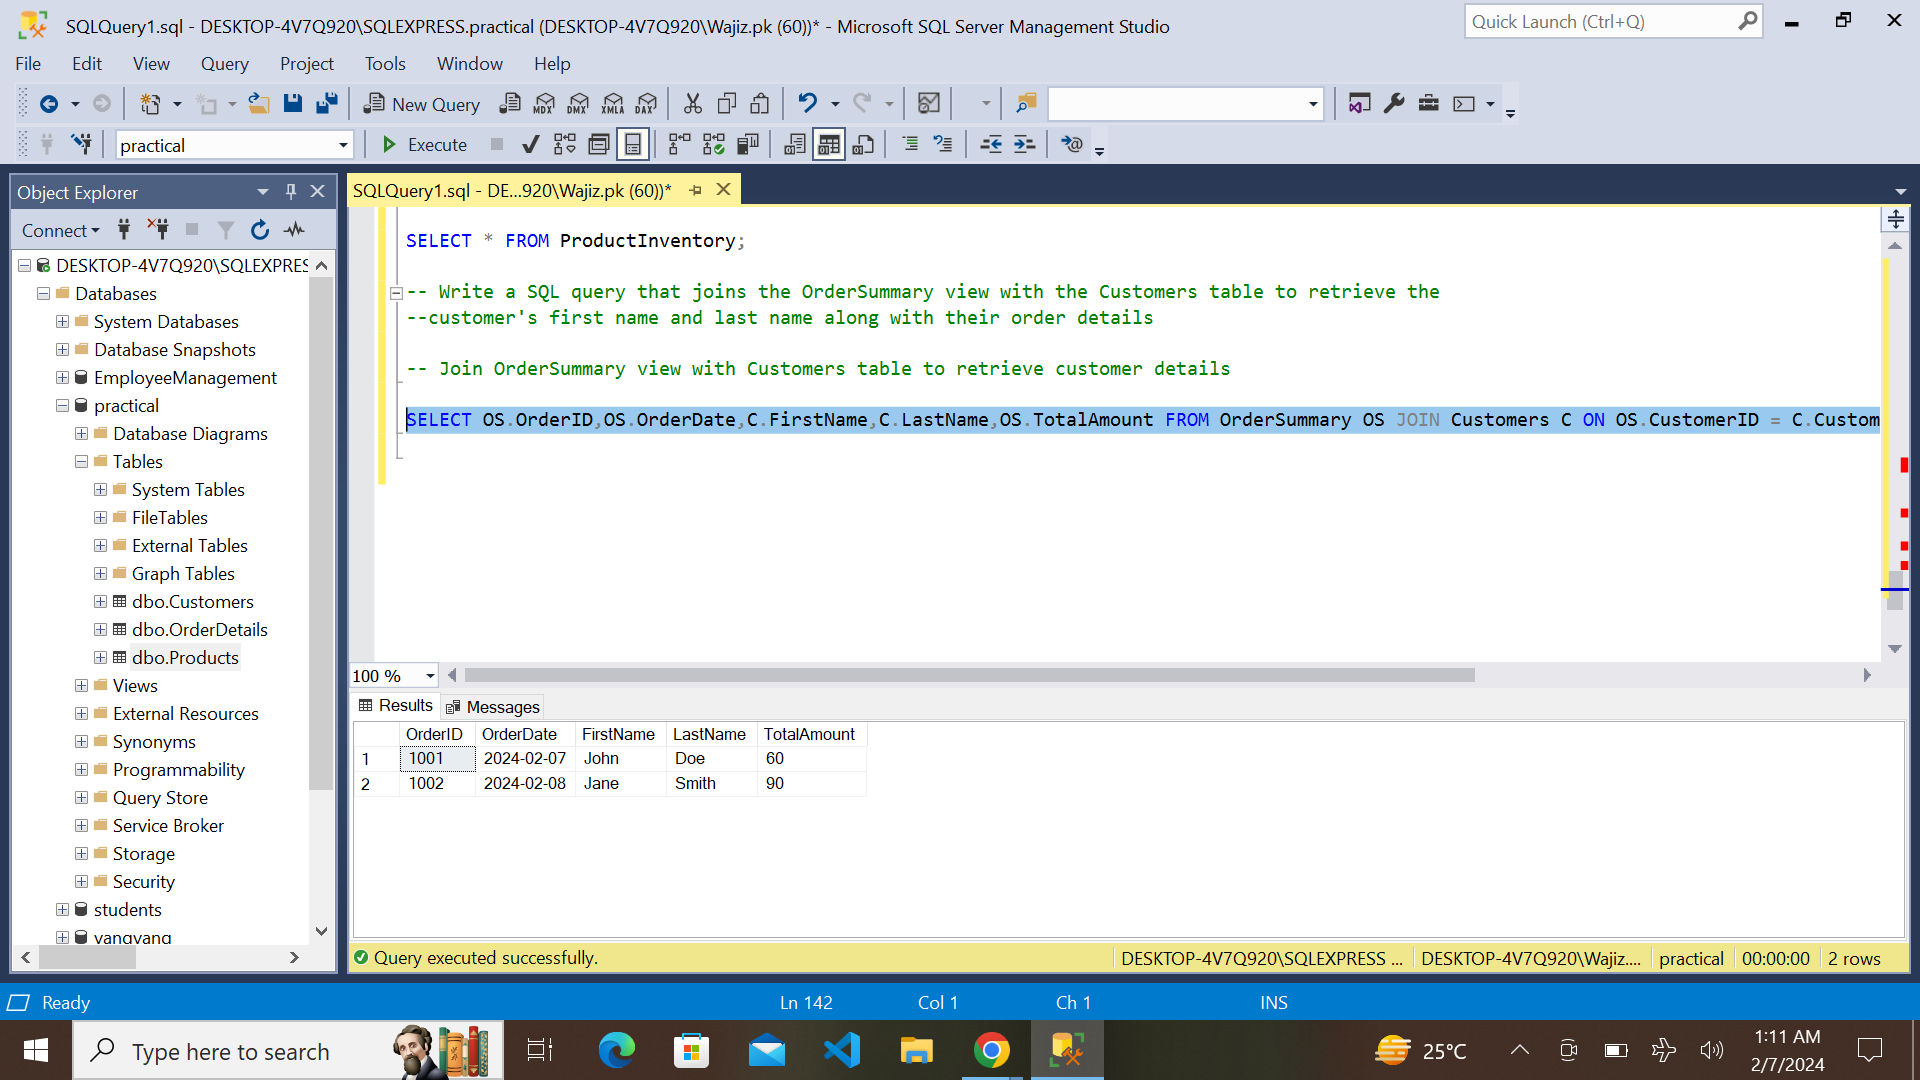 SQLQuery1.sql - DESKTOP-4V7Q920\SQLEXPRESS.practical (DESKTOP-4V7Q920\Wajiz.pk (60))* - Microsoft SQL Server Management Studio
Quick Launch (Ctrl+Q)
File Edit View Query Project Tools Window Help
New Query MDX DMX XMLA DAX
practical Execute
Object Explorer
Connect
DESKTOP-4V7Q920\SQLEXPRES
Databases
System Databases
Database Snapshots
EmployeeManagement
practical
Database Diagrams
Tables
System Tables
FileTables
External Tables
Graph Tables
dbo.Customers
dbo.OrderDetails
dbo.Products
Views
External Resources
Synonyms
Programmability
Query Store
Service Broker
Storage
Security
students
yangyang
SQLQuery1.sql - DE...920\Wajiz.pk (60))*
SELECT * FROM ProductInventory;
-- Write a SQL query that joins the OrderSummary view with the Customers table to retrieve the
--customer's first name and last name along with their order details
-- Join OrderSummary view with Customers table to retrieve customer details
SELECT OS.OrderID,OS.OrderDate,C.FirstName,C.LastName,OS.TotalAmount FROM OrderSummary OS JOIN Customers C ON OS.CustomerID = C.Custom
100 %
Results Messages
OrderID OrderDate FirstName LastName TotalAmount
1 1001 2024-02-07 John Doe 60
2 1002 2024-02-08 Jane Smith 90
Query executed successfully. DESKTOP-4V7Q920\SQLEXPRESS ... DESKTOP-4V7Q920\Wajiz.... practical 00:00:00 2 rows
Ready Ln 142 Col 1 Ch 1 INS
Type here to search
25°C
1:11 AM
2/7/2024